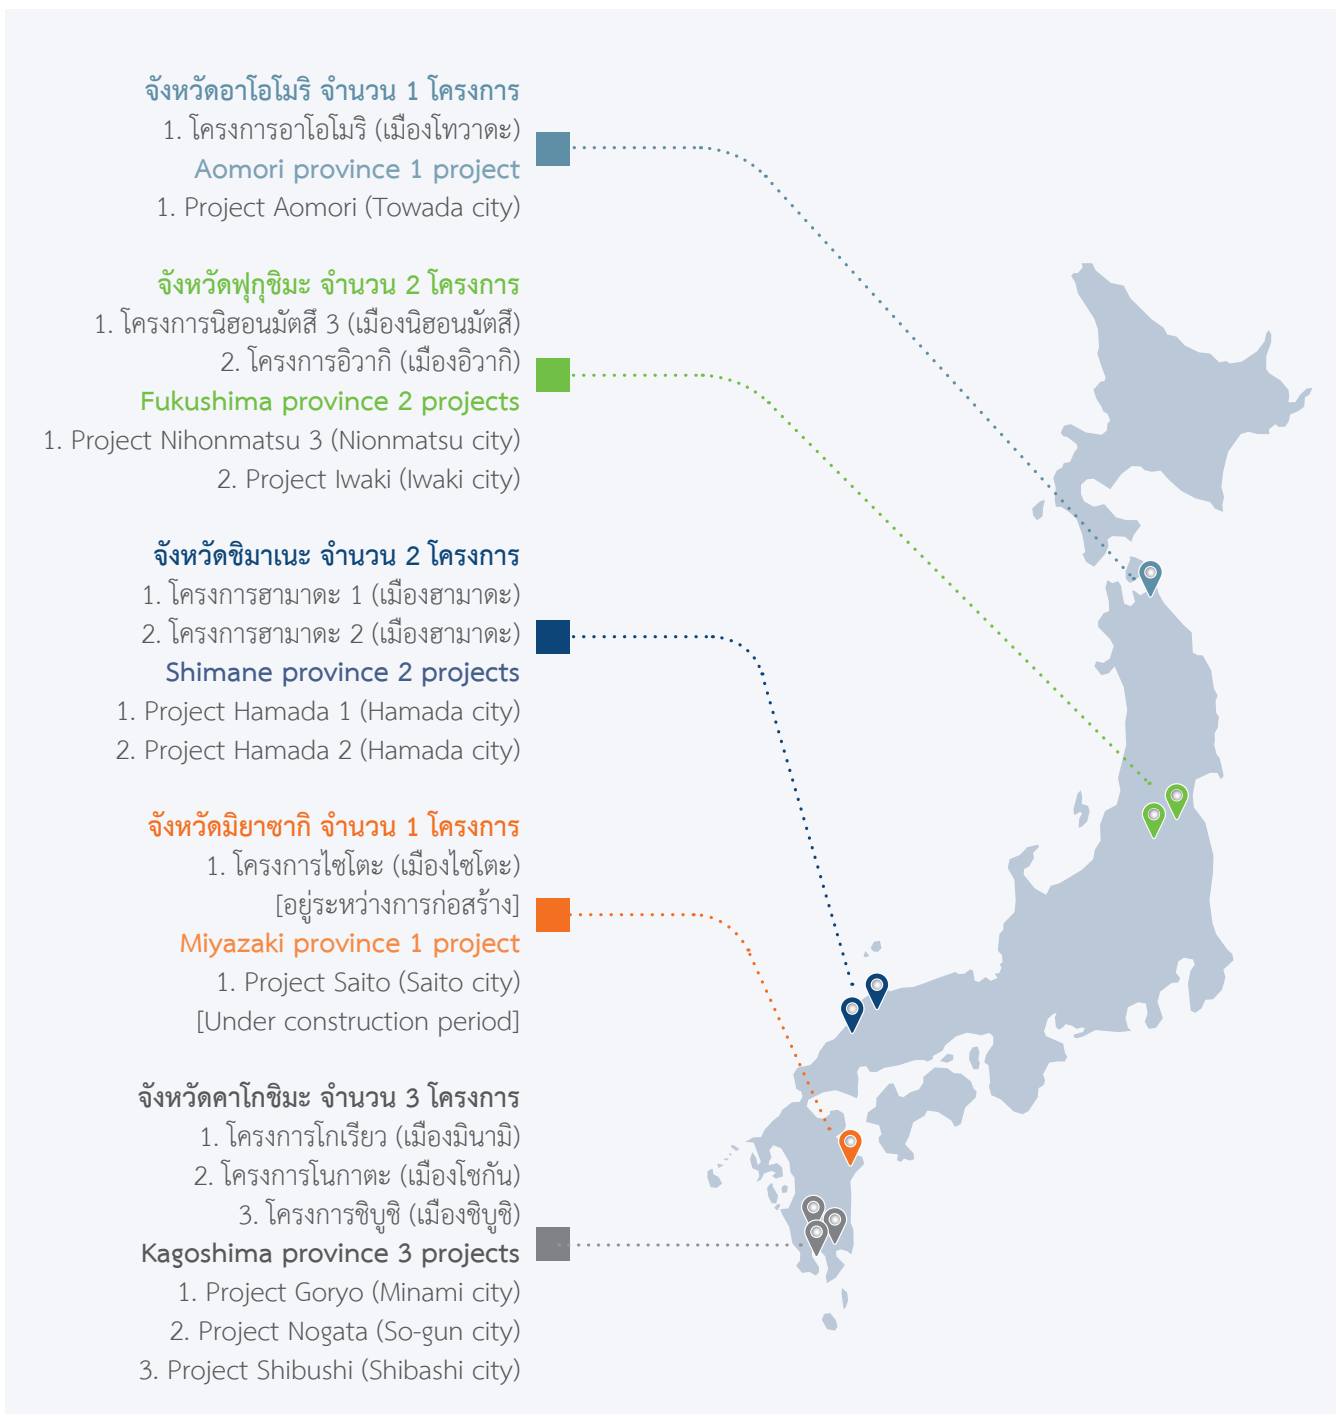 จังหวัดอาโอโมริ จำนวน 1 โครงการ
1. โครงการอาโอโมริ (เมืองโทวาดะ)
Aomori province 1 project
1. Project Aomori (Towada city)
จังหวัดฟุกุชิมะ จำนวน 2 โครงการ
1. โครงการนิฮอนมัตสึ 3 (เมืองนิฮอนมัตสึ)
2. โครงการอิวากิ (เมืองอิวากิ)
Fukushima province 2 projects
1. Project Nihonmatsu 3 (Nionmatsu city)
2. Project Iwaki (Iwaki city)
จังหวัดชิมาเนะ จำนวน 2 โครงการ
1. โครงการฮามาดะ 1 (เมืองฮามาดะ)
2. โครงการฮามาดะ 2 (เมืองฮามาดะ)
Shimane province 2 projects
1. Project Hamada 1 (Hamada city)
2. Project Hamada 2 (Hamada city)
จังหวัดมิยาซากิ จำนวน 1 โครงการ
1. โครงการไซโตะ (เมืองไซโตะ)
[อยู่ระหว่างการก่อสร้าง]
Miyazaki province 1 project
1. Project Saito (Saito city)
[Under construction period]
จังหวัดคาโกชิมะ จำนวน 3 โครงการ
1. โครงการโกเรียว (เมืองมินามิ)
2. โครงการโนกาตะ (เมืองโซกัน)
3. โครงการชิบูชิ (เมืองชิบูชิ)
Kagoshima province 3 projects
1. Project Goryo (Minami city)
2. Project Nogata (So-gun city)
3. Project Shibushi (Shibashi city)